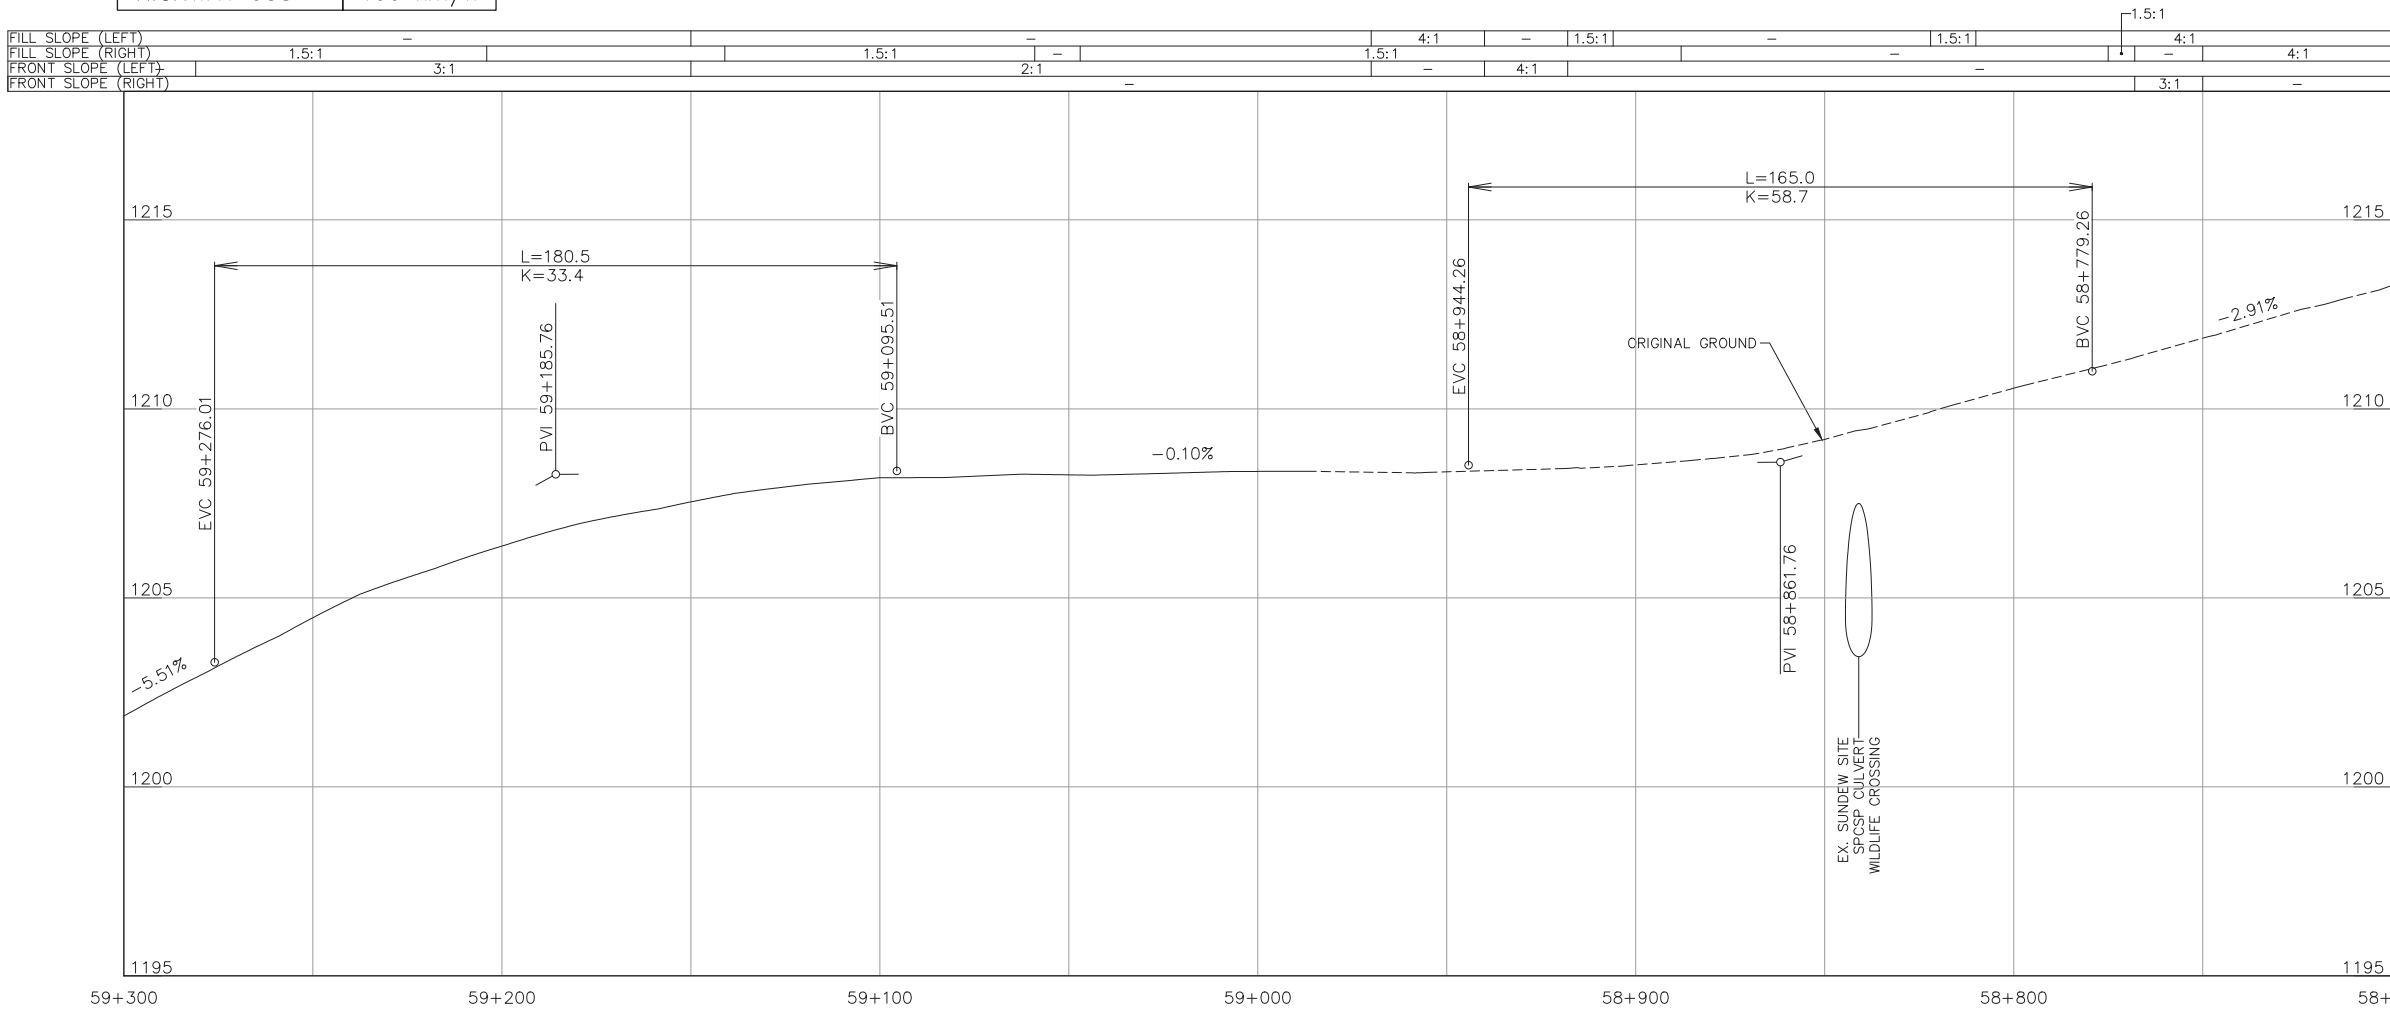 1.5:1
FILL SLOPE (LEFT) - - 4:1 - 1.5:1 - 1.5:1 4:1
FILL SLOPE (RIGHT) 1.5:1 1.5:1 - 1.5:1 - - 4:1
FRONT SLOPE (LEFT) - 3:1 2:1 - 4:1 -
FRONT SLOPE (RIGHT) - 3:1 -
L=165.0
K=58.7
1215
1215
L=180.5
K=33.4
EVC 59+276.01
PVI 59+185.76
BVC 59+095.51
EVC 58+944.26
BVC 58+779.26
-2.91%
ORIGINAL GROUND
1210
1210
-0.10%
PVI 58+861.76
1205
1205
-5.51%
EX. SUNDEW SITE
SPCSP CULVERT
WILDLIFE CROSSING
1200
1200
1195
1195
59+300 59+200 59+100 59+000 58+900 58+800 58+